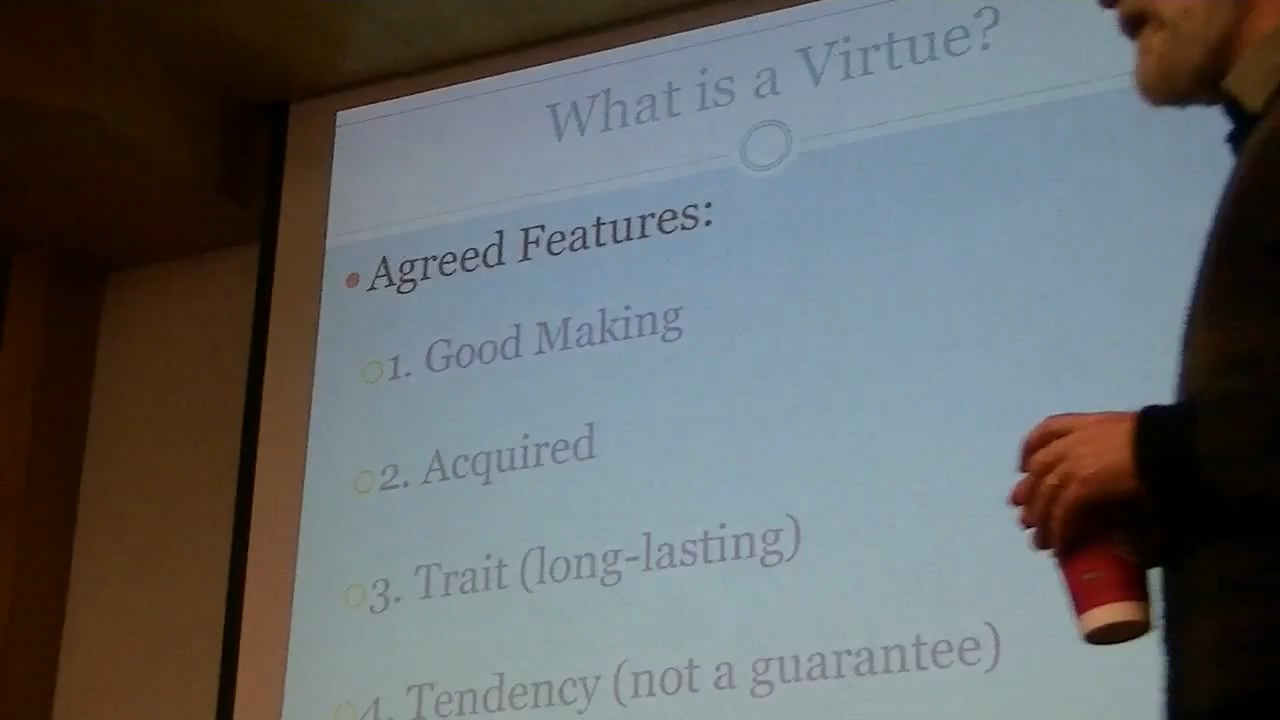 What is a Virtue?
Agreed Features:
1. Good Making
2. Acquired
3. Trait (long-lasting)
4. Tendency (not a guarantee)